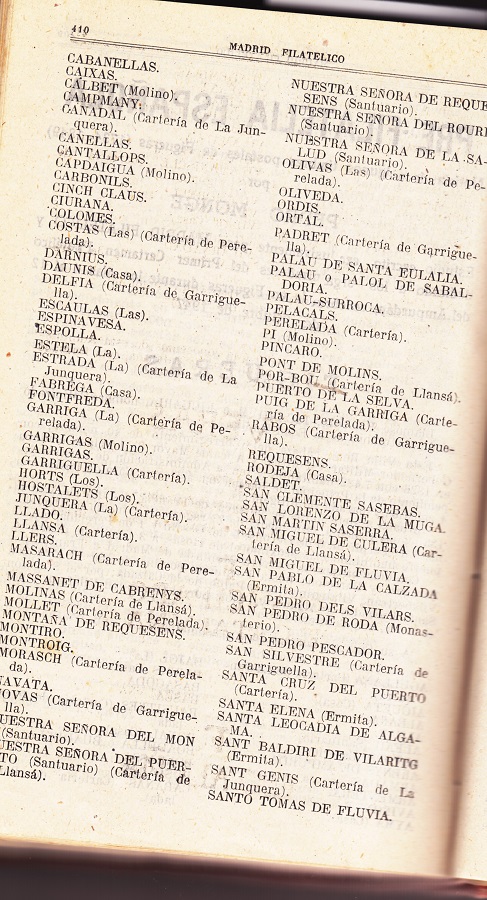 410
MADRID FILATELICO
CABANELLAS.
CAIXAS.
CALBET (Molino).
CAMPMANY.
CANADAL (Cartería de La Jun-
quera).
CAÑELLAS.
CANTALLOPS.
CAPDAIGUA (Molino).
CARBONILS.
CINCH CLAUS.
CIURANA.
COLOMES.
COSTAS (Las) (Cartería de Pere-
lada).
DARNIUS.
DAUNIS (Casa).
DELFIA (Cartería de Garrigue-
lla).
ESCAULAS (Las).
ESPINAVESA.
ESPOLLA.
ESTELA (La).
ESTRADA (La) (Cartería de La
Junquera).
FABREGA (Casa).
FONTFREDA.
GARRIGA (La) (Cartería de Pe-
relada).
GARRIGAS (Molino).
GARRIGAS.
GARRIGUELLA (Cartería).
HORTS (Los).
HOSTALETS (Los).
JUNQUERA (La) (Cartería).
LLADO.
LLANSA (Cartería).
LLERS.
MASARACH (Cartería de Pere-
lada).
MASSANET DE CABRENYS.
MOLINAS (Cartería de Llansá).
MOLLET (Cartería de Perelada).
MONTAÑA DE REQUESENS.
MONTIRO.
MONTROIG.
MORASCH (Cartería de Perela-
da).
NAVATA.
NOVAS (Cartería de Garrigue-
lla).
UESTRA SEÑORA DEL MON
(Santuario).
UESTRA SEÑORA DEL PUER-
TO (Santuario) (Cartería de
Llansá).
NUESTRA SEÑORA DE REQUE
SENS (Santuario).
NUESTRA SEÑORA DEL ROURE
(Santuario).
NUESTRA SEÑORA DE LA SA-
LUD (Santuario).
OLIVAS (Las) (Cartería de Pe-
relada).
OLIVEDA.
ORDIS.
ORTAL.
PADRET (Cartería de Garrigue-
lla).
PALAU DE SANTA EULALIA.
PALAU o PALOL DE SABAL-
DORIA.
PALAU-SURROCA.
PELACALS.
PERELADA (Cartería).
PI (Molino).
PINCARO.
PONT DE MOLINS.
POR-BOU (Cartería de Llansá).
PUERTO DE LA SELVA.
PUIG DE LA GARRIGA (Carte-
ría de Perelada).
RABOS (Cartería de Garrigue-
lla).
REQUESENS.
RODEJA (Casa).
SALDET.
SAN CLEMENTE SASEBAS.
SAN LORENZO DE LA MUGA.
SAN MARTIN SASERRA.
SAN MIGUEL DE CULERA (Car-
tería de Llansá).
SAN MIGUEL DE FLUVIA.
SAN PABLO DE LA CALZADA
(Ermita).
SAN PEDRO DELS VILARS.
SAN PEDRO DE RODA (Monas-
terio).
SAN PEDRO PESCADOR.
SAN SILVESTRE (Cartería de
Garriguella).
SANTA CRUZ DEL PUERTO
(Cartería).
SANTA ELENA (Ermita).
SANTA LEOCADIA DE ALGA-
MA.
SANT BALDIRI DE VILARITG
(Ermita).
SANT GENIS (Cartería de La
Junquera).
SANTO TOMAS DE FLUVIA.